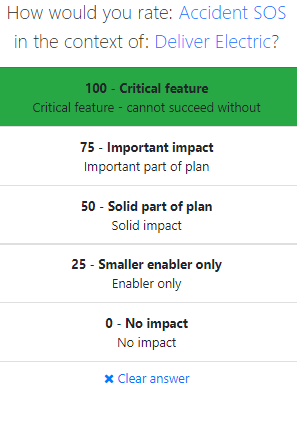 How would you rate: Accident SOS
in the context of: Deliver Electric?
100 - Critical feature
Critical feature - cannot succeed without
75 - Important impact
Important part of plan
50 - Solid part of plan
Solid impact
25 - Smaller enabler only
Enabler only
0 - No impact
No impact
✖ Clear answer